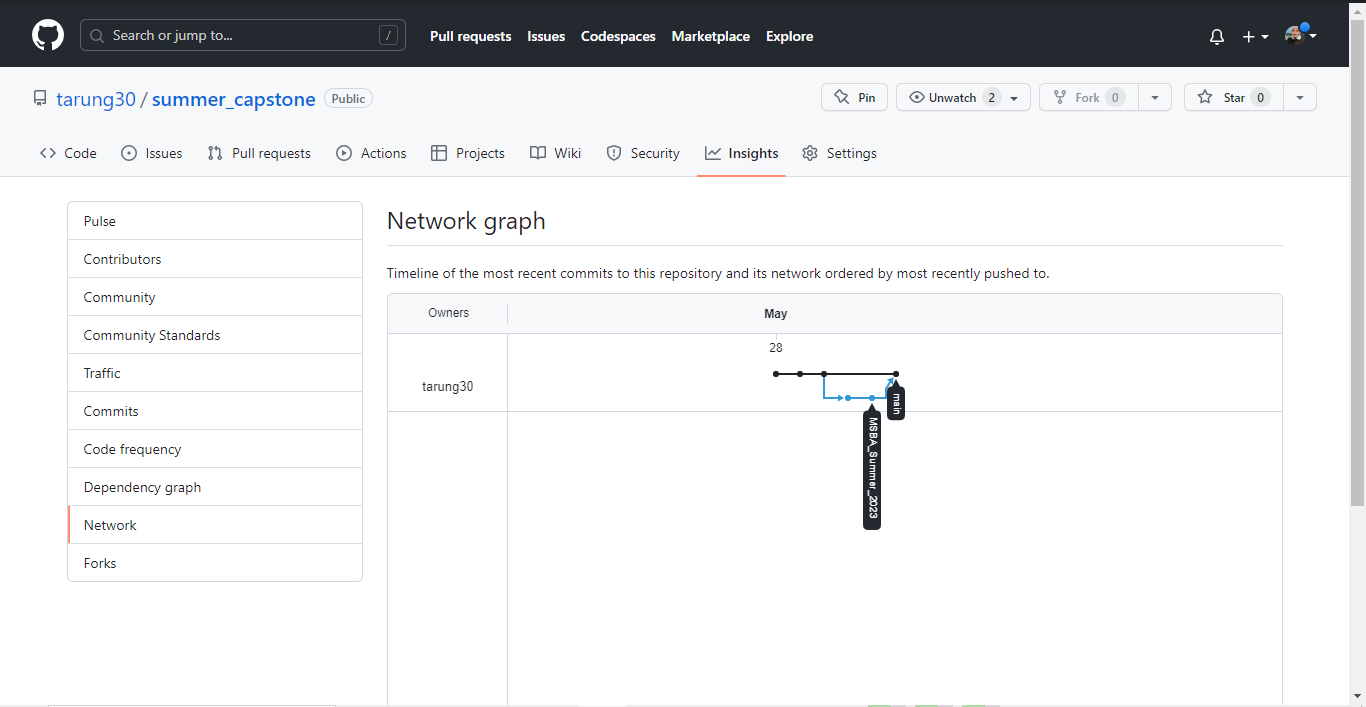 Search or jump to... /
Pull requests Issues Codespaces Marketplace Explore
tarung30 / summer_capstone Public
Pin Unwatch 2 Fork 0 Star 0
Code Issues Pull requests Actions Projects Wiki Security Insights Settings
Pulse
Contributors
Community
Community Standards
Traffic
Commits
Code frequency
Dependency graph
Network
Forks
Network graph
Timeline of the most recent commits to this repository and its network ordered by most recently pushed to.
Owners May
28
tarung30
main
MSBA_Summer_2023